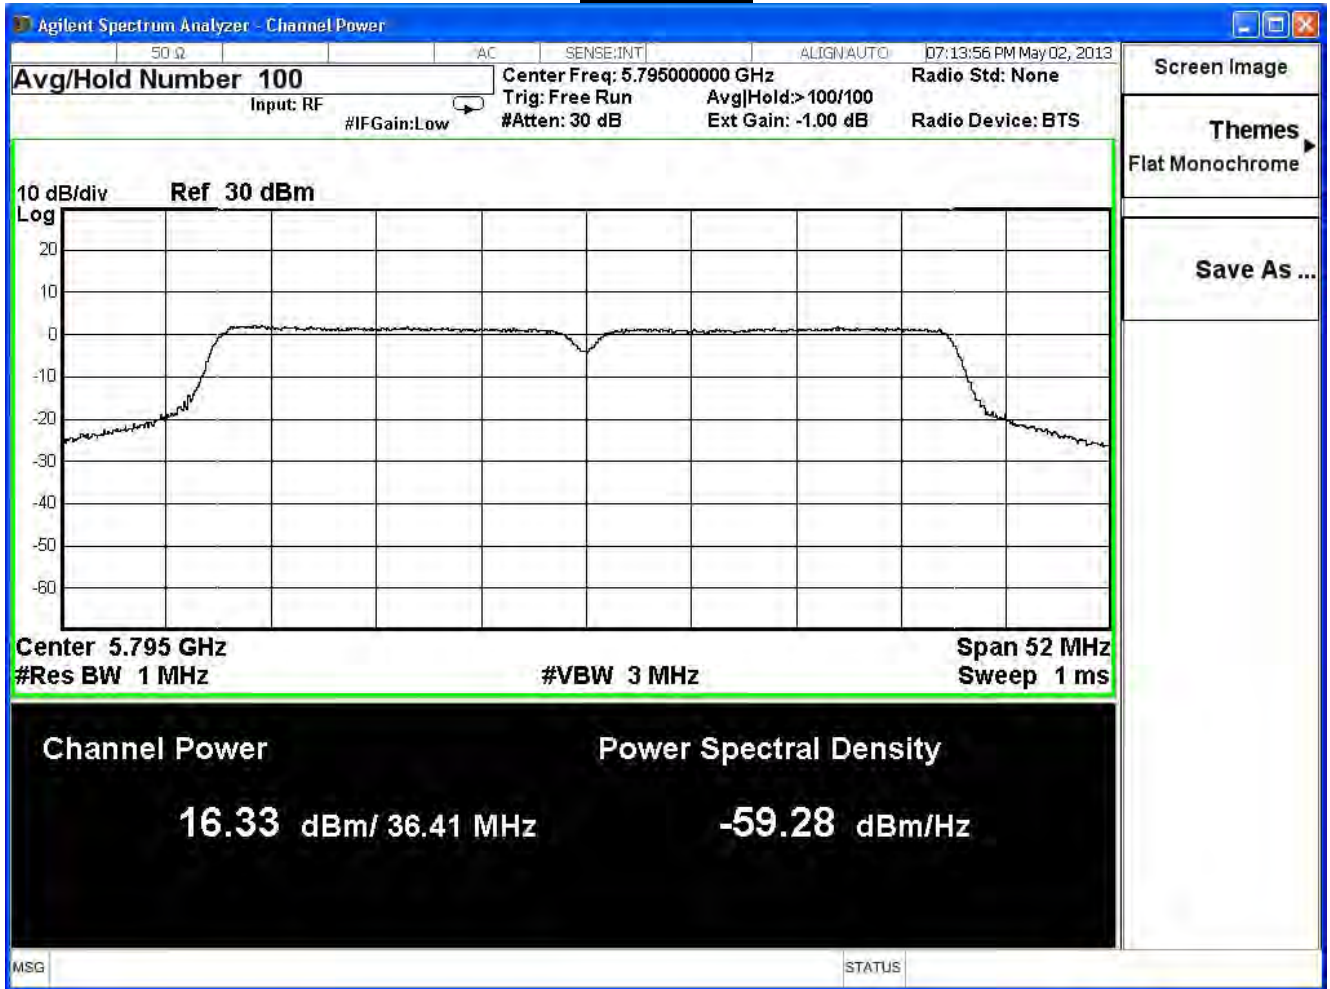 Agilent Spectrum Analyzer - Channel Power
50 Ω AC SENSE:INT ALIGN AUTO 07:13:56 PM May 02, 2013
Avg/Hold Number 100
Input: RF
#IFGain:Low
Center Freq: 5.795000000 GHz
Trig: Free Run Avg|Hold:> 100/100
#Atten: 30 dB Ext Gain: -1.00 dB
Radio Std: None
Radio Device: BTS
10 dB/div Ref 30 dBm
Log
20
10
0
-10
-20
-30
-40
-50
-60
Center 5.795 GHz Span 52 MHz
#Res BW 1 MHz #VBW 3 MHz Sweep 1 ms
Channel Power Power Spectral Density
16.33 dBm/ 36.41 MHz -59.28 dBm/Hz
MSG STATUS
Screen Image
Themes
Flat Monochrome
Save As ...